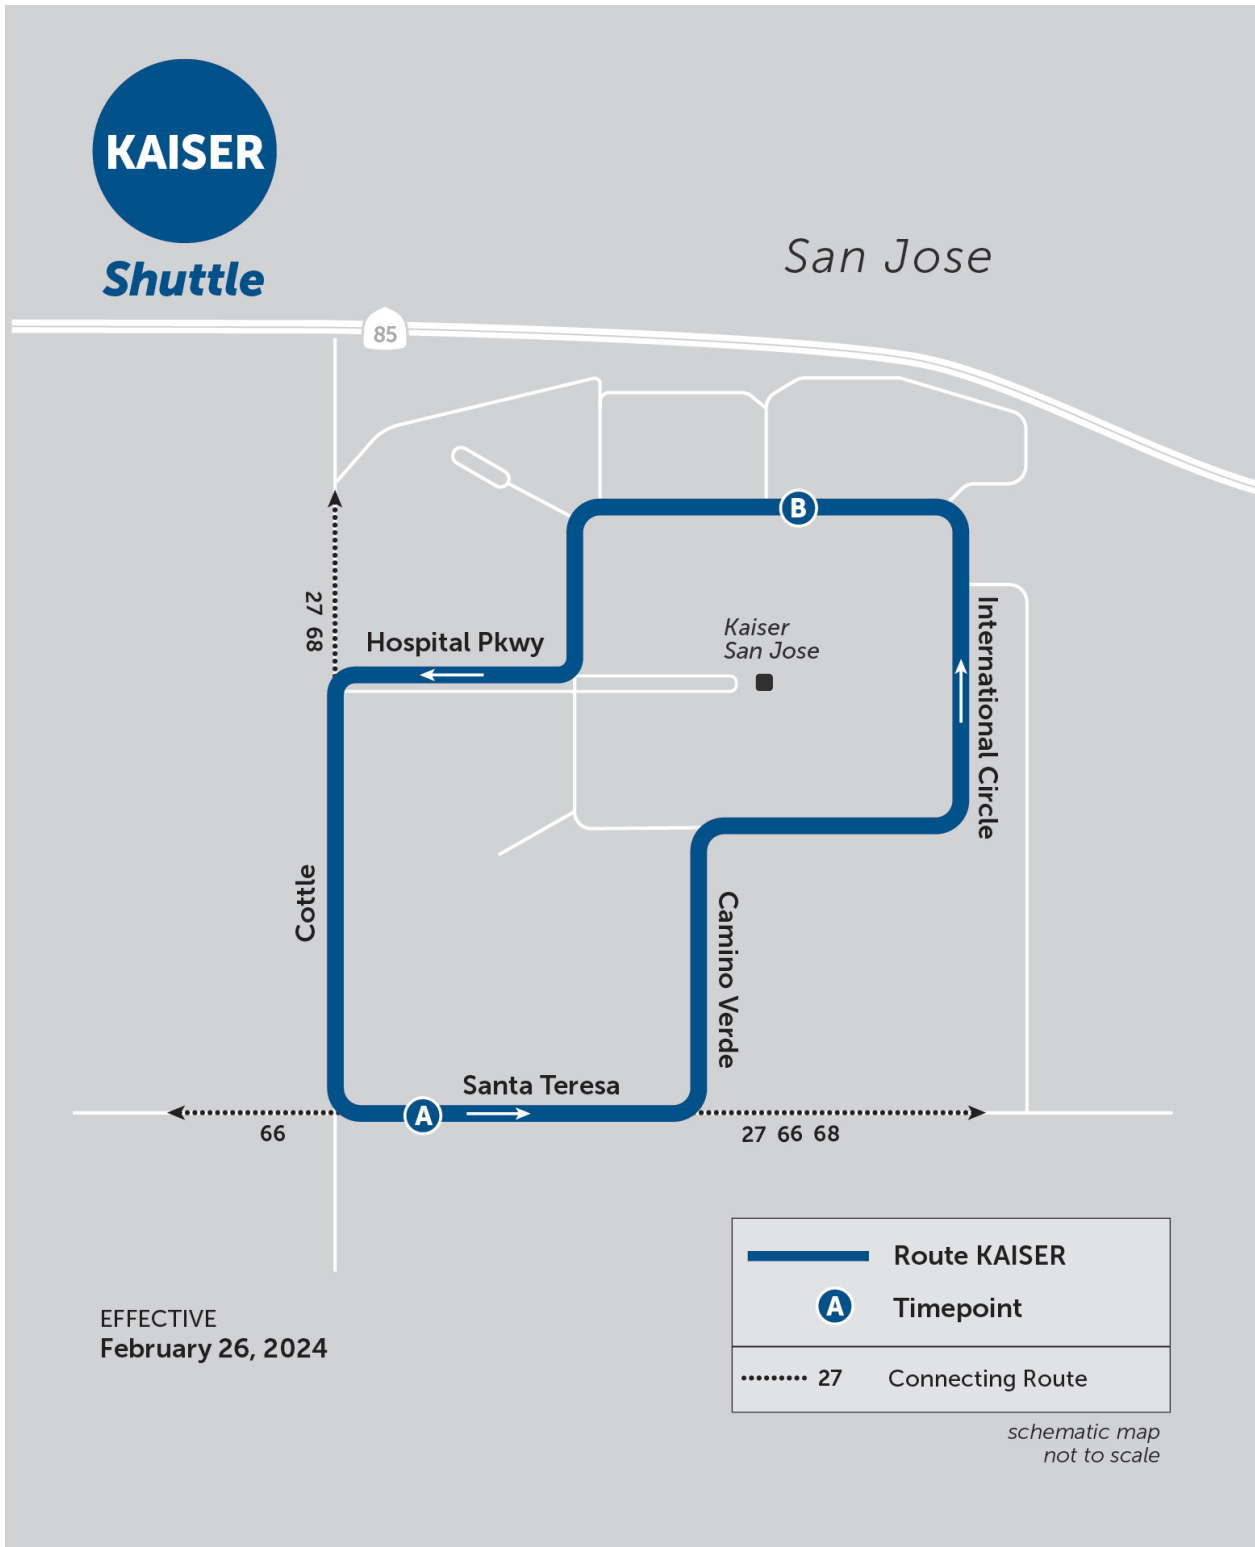 KAISER
Shuttle
San Jose
85
B
27 68
Hospital Pkwy
Kaiser
San Jose
International Circle
Cottle
Camino Verde
Santa Teresa
A
66
27 66 68
Route KAISER
A
Timepoint
27
Connecting Route
EFFECTIVE
February 26, 2024
schematic map
not to scale